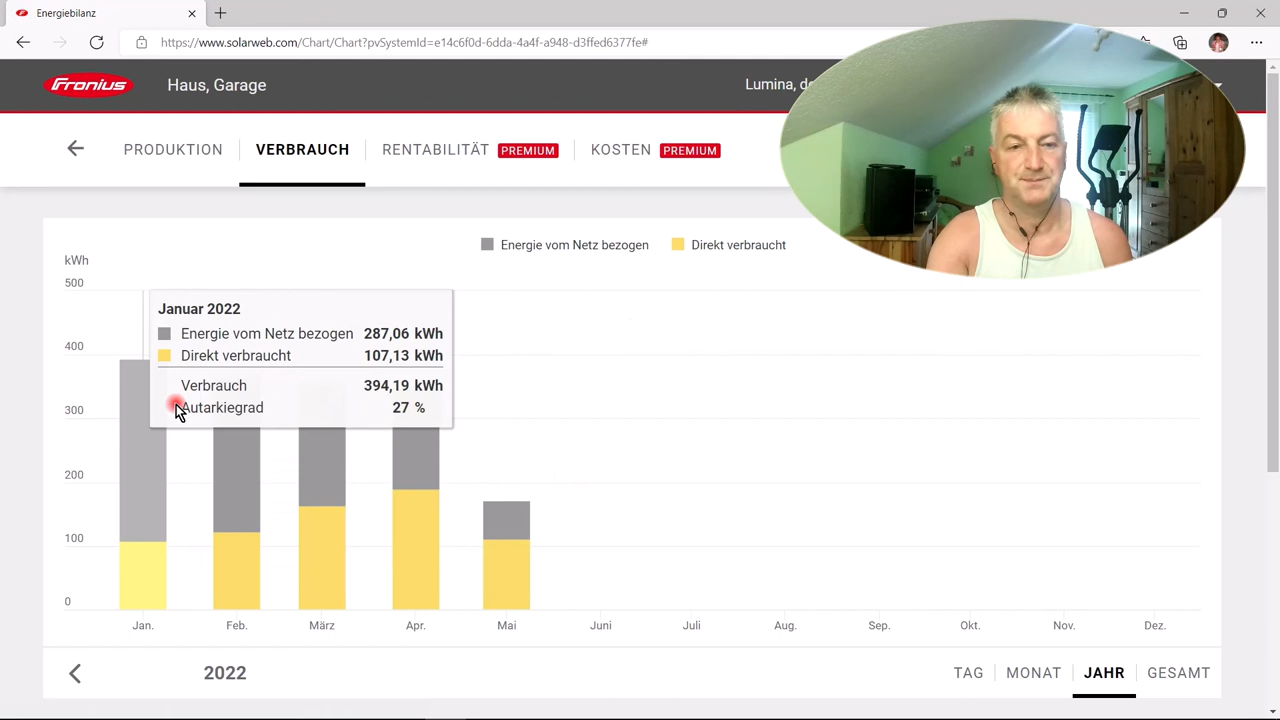 Energiebilanz
https://www.solarweb.com/Chart/Chart?pvSystemId=e14c6f0d-6dda-4a4f-a948-d3ffed6377fe#
Fronius
Haus, Garage
Lumina, de
PRODUKTION
VERBRAUCH
RENTABILITÄT PREMIUM
KOSTEN PREMIUM
Energie vom Netz bezogen
Direkt verbraucht
kWh
500
400
300
200
100
0
Januar 2022
Energie vom Netz bezogen 287,06 kWh
Direkt verbraucht 107,13 kWh
Verbrauch 394,19 kWh
Autarkiegrad 27 %
Jan. Feb. März Apr. Mai Juni Juli Aug. Sep. Okt. Nov. Dez.
2022
TAG MONAT JAHR GESAMT